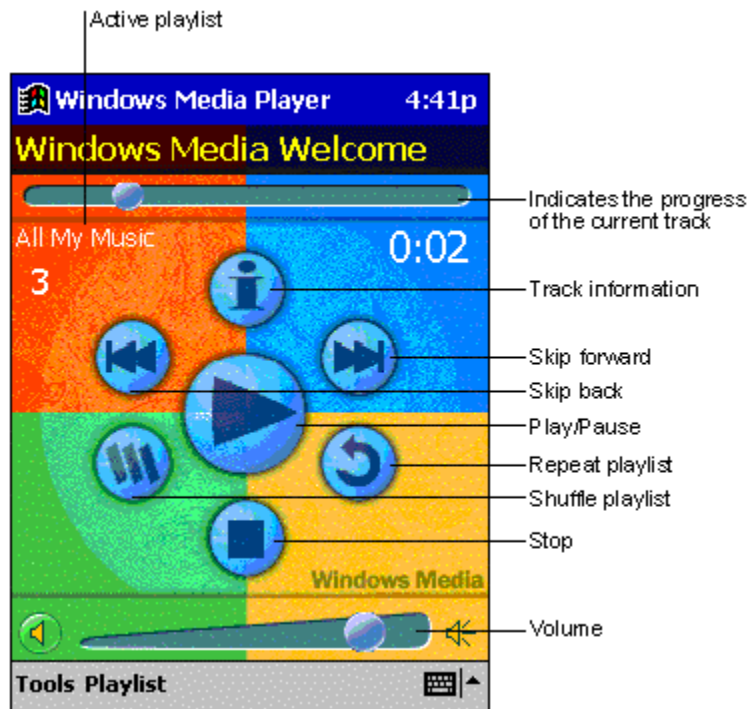 Active playlist
Windows Media Player 4:41p
Windows Media Welcome
Indicates the progress
of the current track
All My Music
0:02
3
Track information
Skip forward
Skip back
Play/Pause
Repeat playlist
Shuffle playlist
Stop
Windows Media
Volume
Tools Playlist